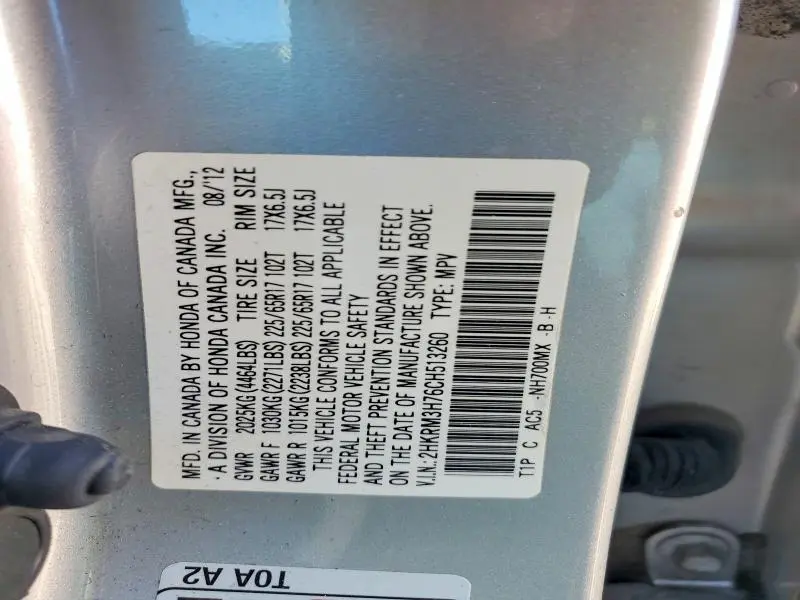 MFD. IN CANADA BY HONDA OF CANADA MFG.,
- A DIVISION OF HONDA CANADA INC. 08/'12
GVWR 2025KG(4464LBS) TIRE SIZE RIM SIZE
GAWR F 1030KG(2271LBS) 225/65R17 102T 17X6.5J
GAWR R 1015KG(2238LBS) 225/65R17 102T 17X6.5J
THIS VEHICLE CONFORMS TO ALL APPLICABLE
FEDERAL MOTOR VEHICLE SAFETY
AND THEFT PREVENTION STANDARDS IN EFFECT
ON THE DATE OF MANUFACTURE SHOWN ABOVE.
V.I.N.: 2HKRM3H76CH513260 TYPE: MPV
T1P C AC5 -NH700MX -B-H
T0A A2